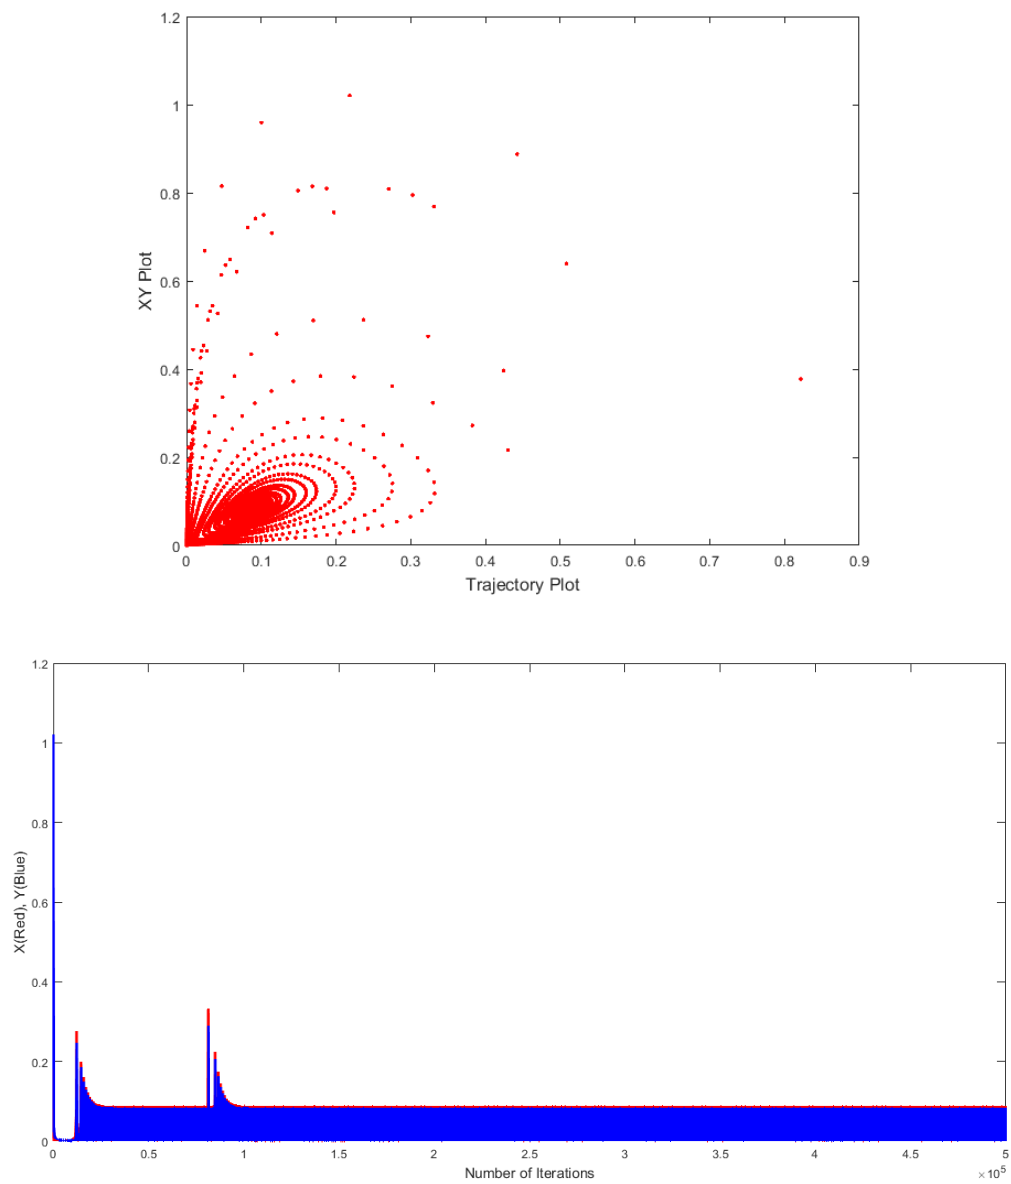 1.2
1
0.8
0.6
0.4
0.2
0
XY Plot
0 0.1 0.2 0.3 0.4 0.5 0.6 0.7 0.8 0.9
Trajectory Plot
1.2
1
0.8
0.6
0.4
0.2
0
X(Red), Y(Blue)
0 0.5 1 1.5 2 2.5 3 3.5 4 4.5 5
Number of Iterations
×10⁵